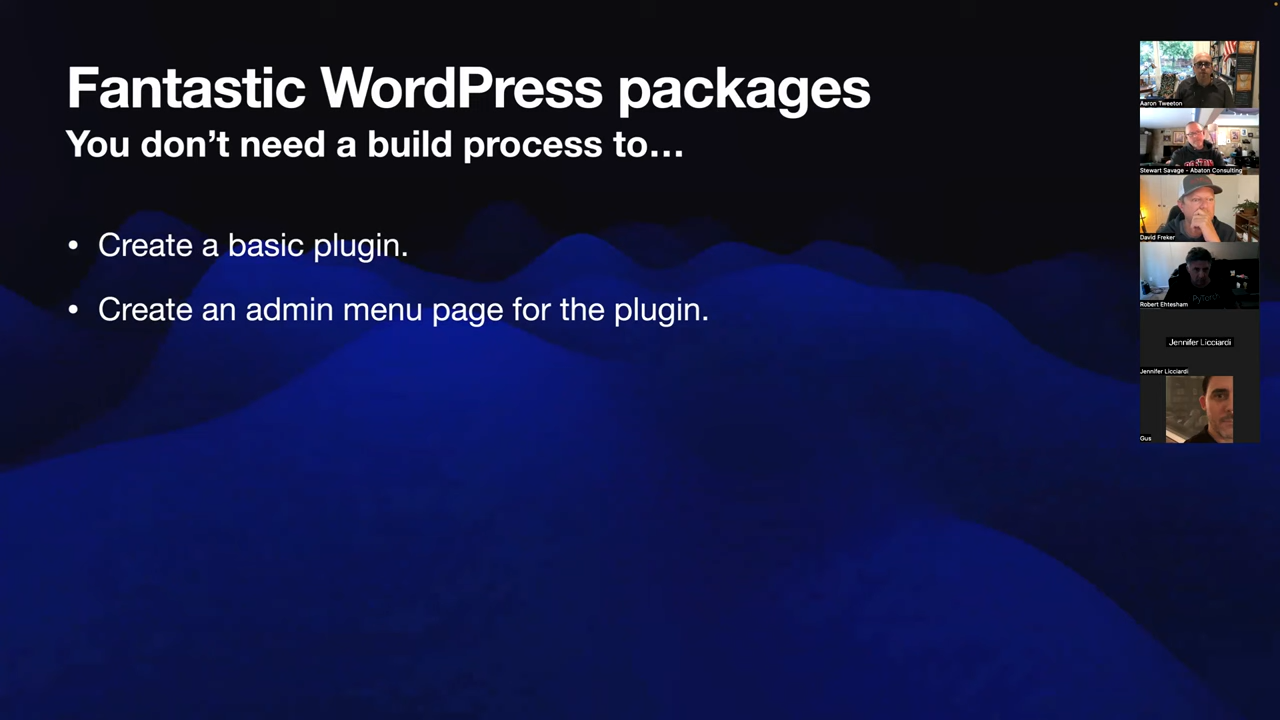 Fantastic WordPress packages
You don’t need a build process to…
• Create a basic plugin.
• Create an admin menu page for the plugin.
Aaron Tweeton
Stewart Savage - Abaton Consulting
David Freker
Robert Ehtesham
Jennifer Licciardi
Jennifer Licciardi
Gus